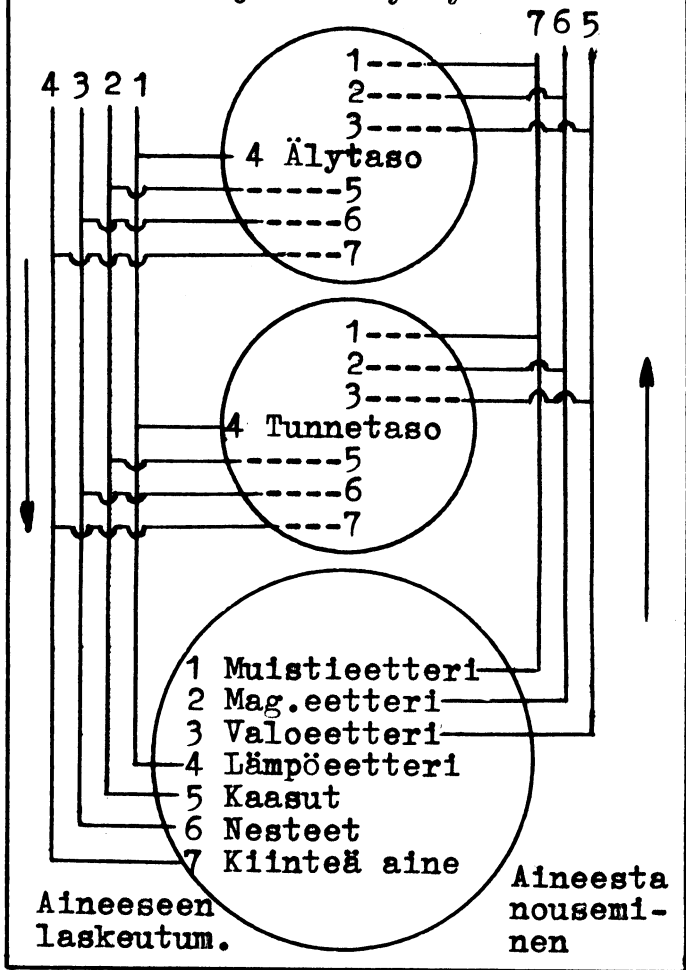 7 6 5
4 3 2 1
1
2
3
4 Älytaso
5
6
7
1
2
3
4 Tunnetaso
5
6
7
1 Muistieetteri
2 Mag.eetteri
3 Valoeetteri
4 Lämpöeetteri
5 Kaasut
6 Nesteet
7 Kiinteä aine
Aineeseen
laskeutum.
Aineesta
nousemi-
nen